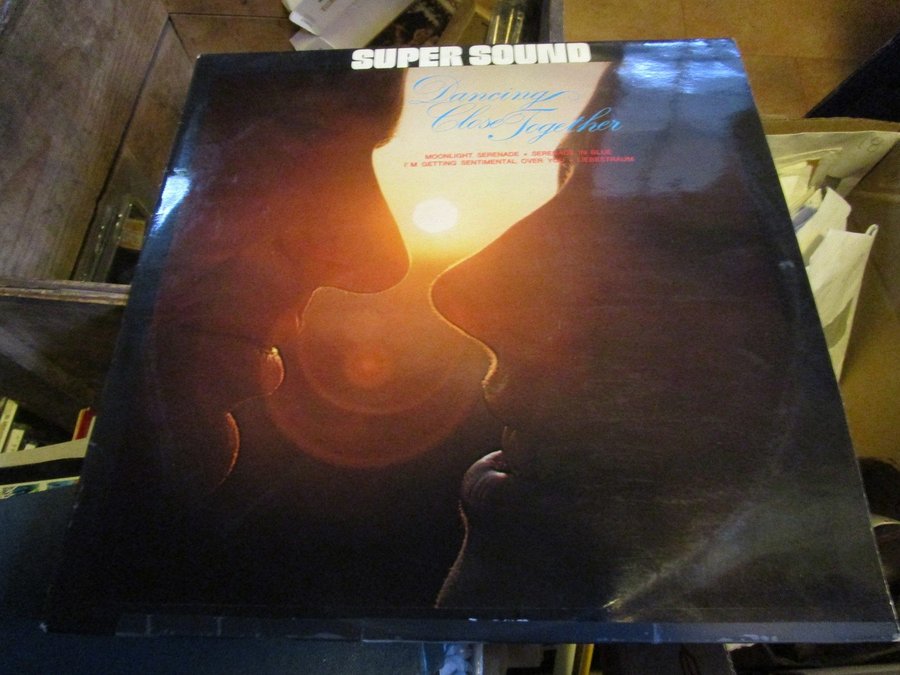 SUPER SOUND
Dancing
Close Together
MOONLIGHT SERENADE • SERENADE IN BLUE
I'M GETTING SENTIMENTAL OVER YOU • LIEBESTRAUM